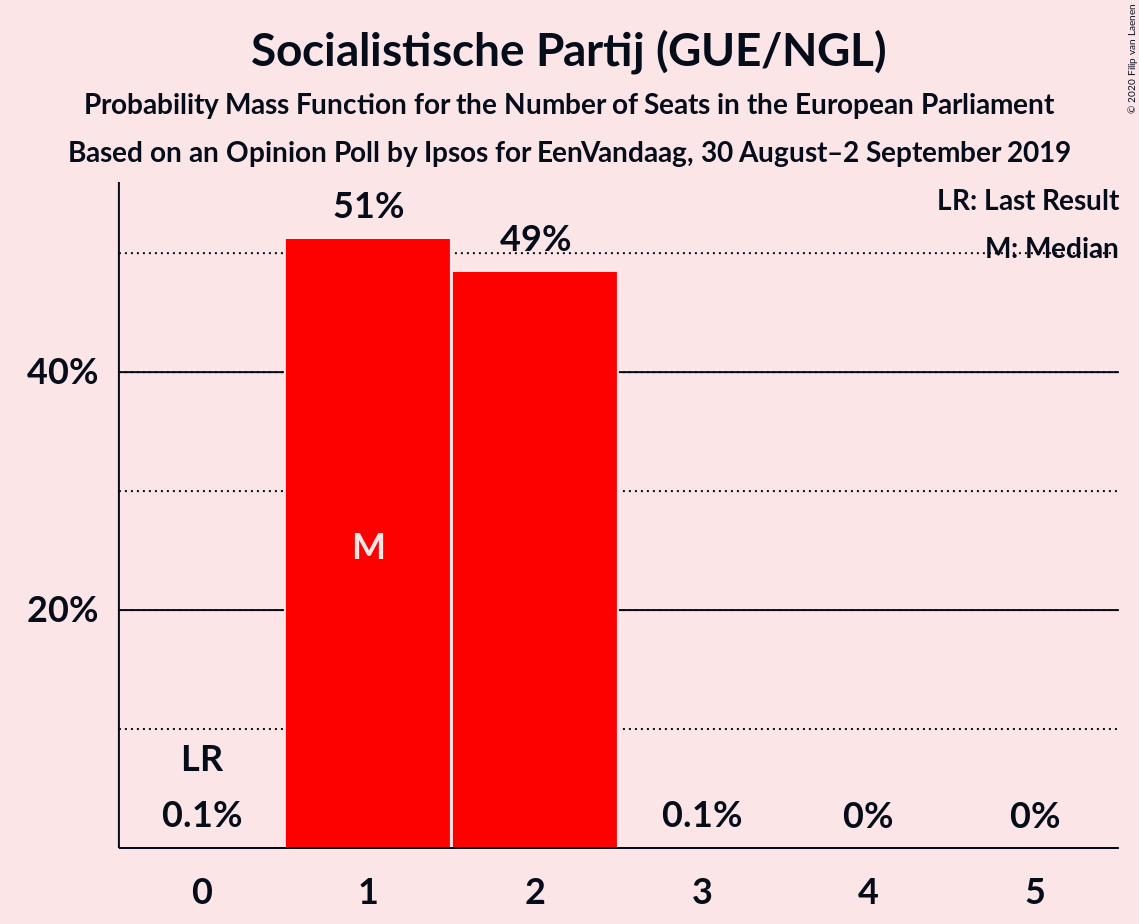 Socialistische Partij (GUE/NGL)
Probability Mass Function for the Number of Seats in the European Parliament
Based on an Opinion Poll by Ipsos for EenVandaag, 30 August–2 September 2019
© 2020 Filip van Laenen
LR: Last Result
M: Median
51%
49%
40%
20%
M
LR
0.1%
0.1%
0%
0%
0
1
2
3
4
5